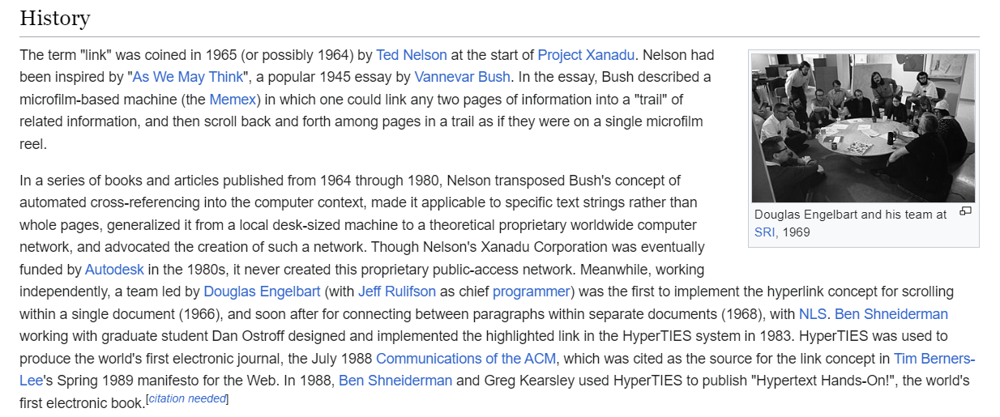 History
The term "link" was coined in 1965 (or possibly 1964) by Ted Nelson at the start of Project Xanadu. Nelson had
been inspired by "As We May Think", a popular 1945 essay by Vannevar Bush. In the essay, Bush described a
microfilm-based machine (the Memex) in which one could link any two pages of information into a "trail" of
related information, and then scroll back and forth among pages in a trail as if they were on a single microfilm
reel.
In a series of books and articles published from 1964 through 1980, Nelson transposed Bush's concept of
automated cross-referencing into the computer context, made it applicable to specific text strings rather than
whole pages, generalized it from a local desk-sized machine to a theoretical proprietary worldwide computer
network, and advocated the creation of such a network. Though Nelson's Xanadu Corporation was eventually
funded by Autodesk in the 1980s, it never created this proprietary public-access network. Meanwhile, working
independently, a team led by Douglas Engelbart (with Jeff Rulifson as chief programmer) was the first to implement the hyperlink concept for scrolling
within a single document (1966), and soon after for connecting between paragraphs within separate documents (1968), with NLS. Ben Shneiderman
working with graduate student Dan Ostroff designed and implemented the highlighted link in the HyperTIES system in 1983. HyperTIES was used to
produce the world's first electronic journal, the July 1988 Communications of the ACM, which was cited as the source for the link concept in Tim Berners-
Lee's Spring 1989 manifesto for the Web. In 1988, Ben Shneiderman and Greg Kearsley used HyperTIES to publish "Hypertext Hands-On!", the world's
first electronic book.[citation needed]
Douglas Engelbart and his team at
SRI, 1969